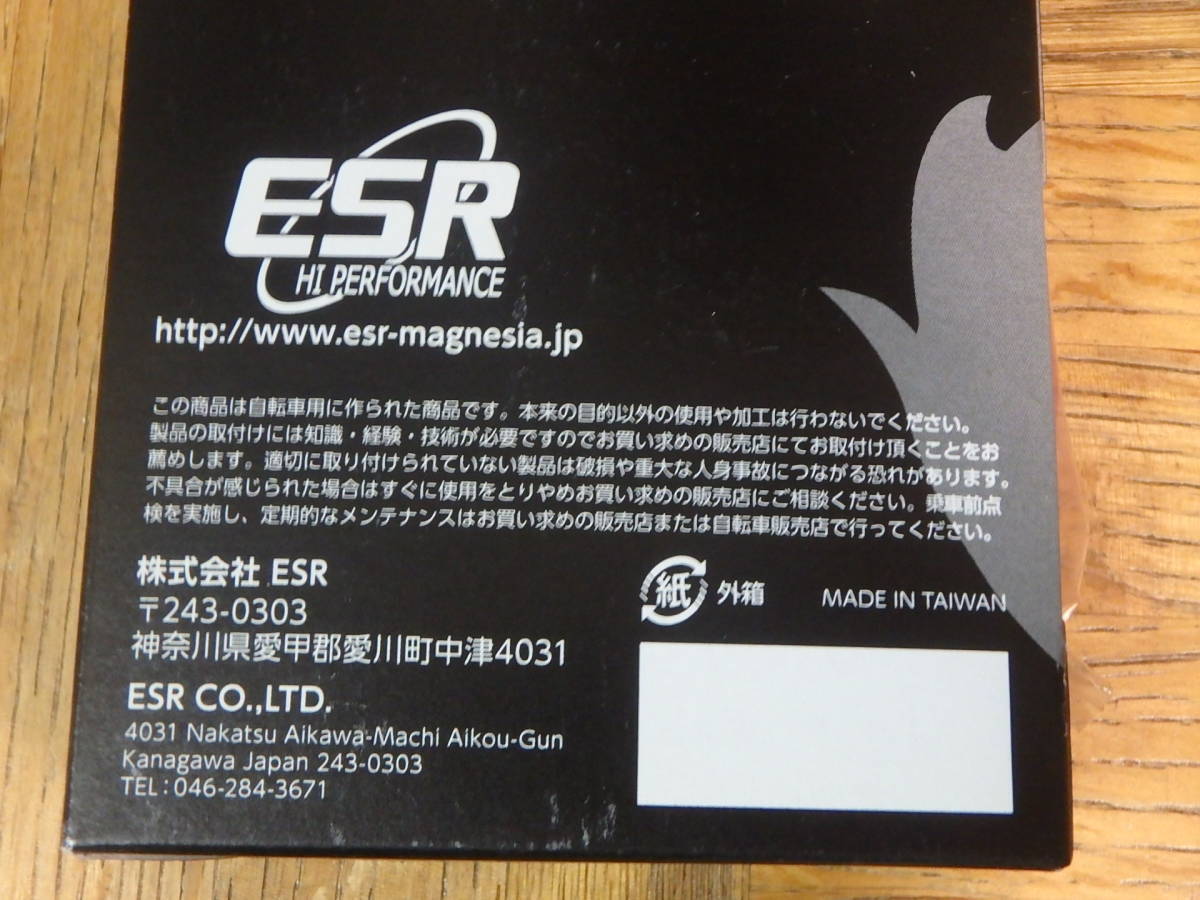 ESR
HI PERFORMANCE
http://www.esr-magnesia.jp
この商品は自転車用に作られた商品です。本来の目的以外の使用や加工は行わないでください。
製品の取付けには知識・経験・技術が必要ですのでお買い求めの販売店にてお取付け頂くことをお
薦めします。適切に取り付けられていない製品は破損や重大な人身事故につながる恐れがあります。
不具合が感じられた場合はすぐに使用をとりやめお買い求めの販売店にご相談ください。乗車前点
検を実施し、定期的なメンテナンスはお買い求めの販売店または自転車販売店で行ってください。
株式会社 ESR
〒243-0303
神奈川県愛甲郡愛川町中津4031
ESR CO.,LTD.
4031 Nakatsu Aikawa-Machi Aikou-Gun
Kanagawa Japan 243-0303
TEL:046-284-3671
紙 外箱
MADE IN TAIWAN